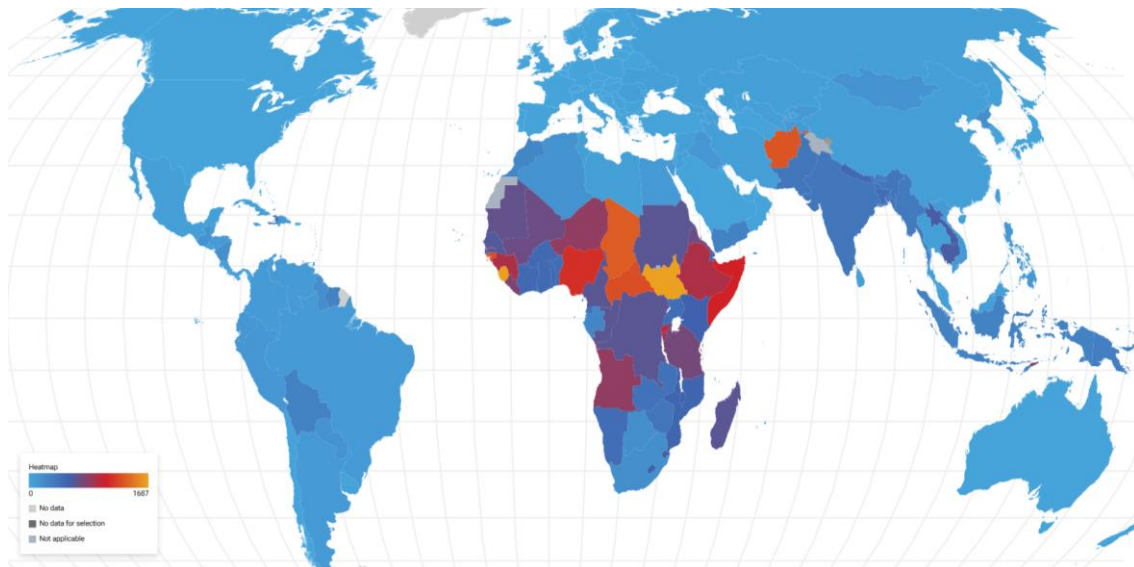 Heatmap
0 1687
No data
No data for selection
Not applicable